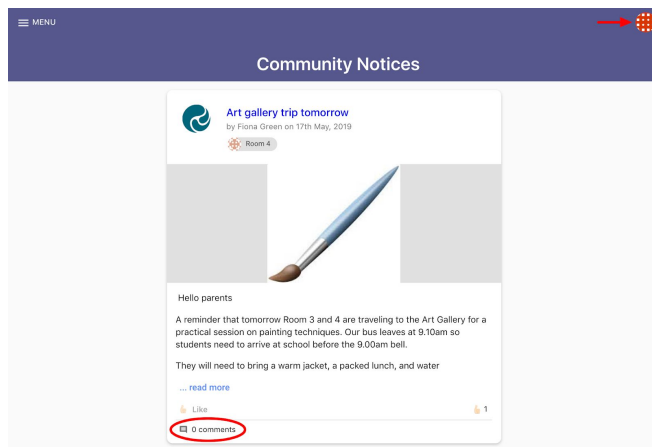 MENU
Community Notices
Art gallery trip tomorrow
by Fiona Green on 17th May, 2019
Room 4
Hello parents
A reminder that tomorrow Room 3 and 4 are traveling to the Art Gallery for a
practical session on painting techniques. Our bus leaves at 9.10am so
students need to arrive at school before the 9.00am bell.
They will need to bring a warm jacket, a packed lunch, and water
... read more
Like 1
0 comments